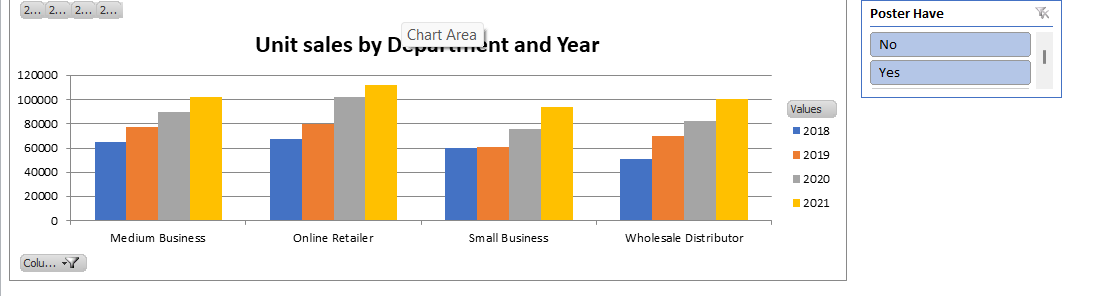 2... 2... 2... 2...
Chart Area
Unit sales by Department and Year
120000
100000
80000
60000
40000
20000
0
Medium Business
Online Retailer
Small Business
Wholesale Distributor
Values
2018
2019
2020
2021
Colu...
Poster Have
No
Yes